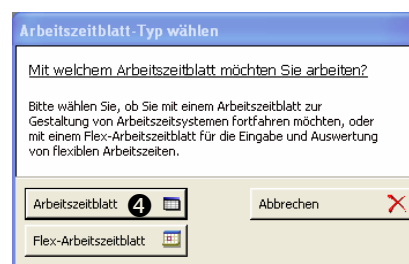 Arbeitszeitblatt-Typ wählen
Mit welchem Arbeitszeitblatt möchten Sie arbeiten?
Bitte wählen Sie, ob Sie mit einem Arbeitszeitblatt zur
Gestaltung von Arbeitszeitsystemen fortfahren möchten, oder
mit einem Flex-Arbeitszeitblatt für die Eingabe und Auswertung
von flexiblen Arbeitszeiten.
Arbeitszeitblatt 4 Abbrechen
Flex-Arbeitszeitblatt